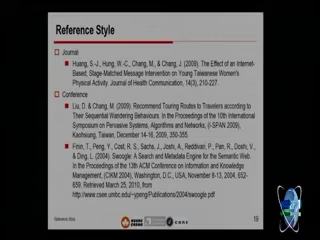 Reference Style
Journal
Huang, S.-J., Hung, W.-C., Chang, M., & Chang, J. (2009). The Effect of an Internet-
Based, Stage-Matched Message Intervention on Young Taiwanese Women's
Physical Activity. Journal of Health Communication, 14(3), 210-227.
Conference
Liu, D. & Chang, M. (2009). Recommend Touring Routes to Travelers according to
Their Sequential Wandering Behaviours. In the Proceedings of the 10th International
Symposium on Pervasive Systems, Algorithms and Networks, (I-SPAN 2009),
Kaohsiung, Taiwan, December 14-16, 2009, 350-355.
Finin, T., Peng, Y., Cost, R. S., Sachs, J., Joshi, A., Reddivari, P., Pan, R., Doshi, V.,
& Ding, L. (2004). Swoogle: A Search and Metadata Engine for the Semantic Web.
In the Proceedings of the 13th ACM Conference on Information and Knowledge
Management, (CIKM 2004), Washington, D.C., USA, November 8-13, 2004, 652-
659, Retrieved March 25, 2010, from
http://www.csee.umbc.edu/~ypeng/Publications/2004/swoogle.pdf
Reference Style
19